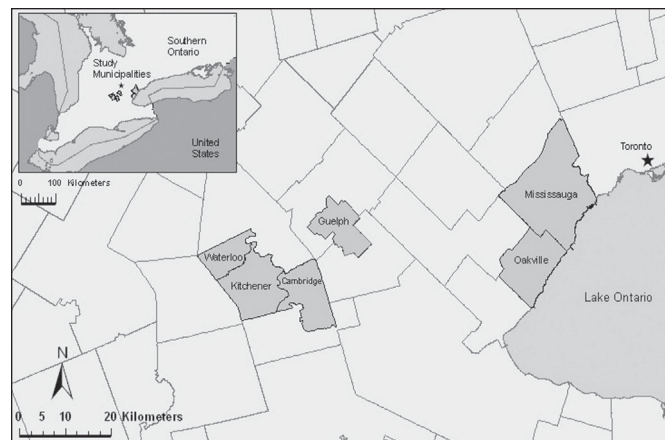 Southern
Ontario
Study
Municipalities
United
States
0 100 Kilometers
Toronto
Mississauga
Guelph
Oakville
Waterloo
Kitchener
Cambridge
Lake Ontario
N
0 5 10 20 Kilometers